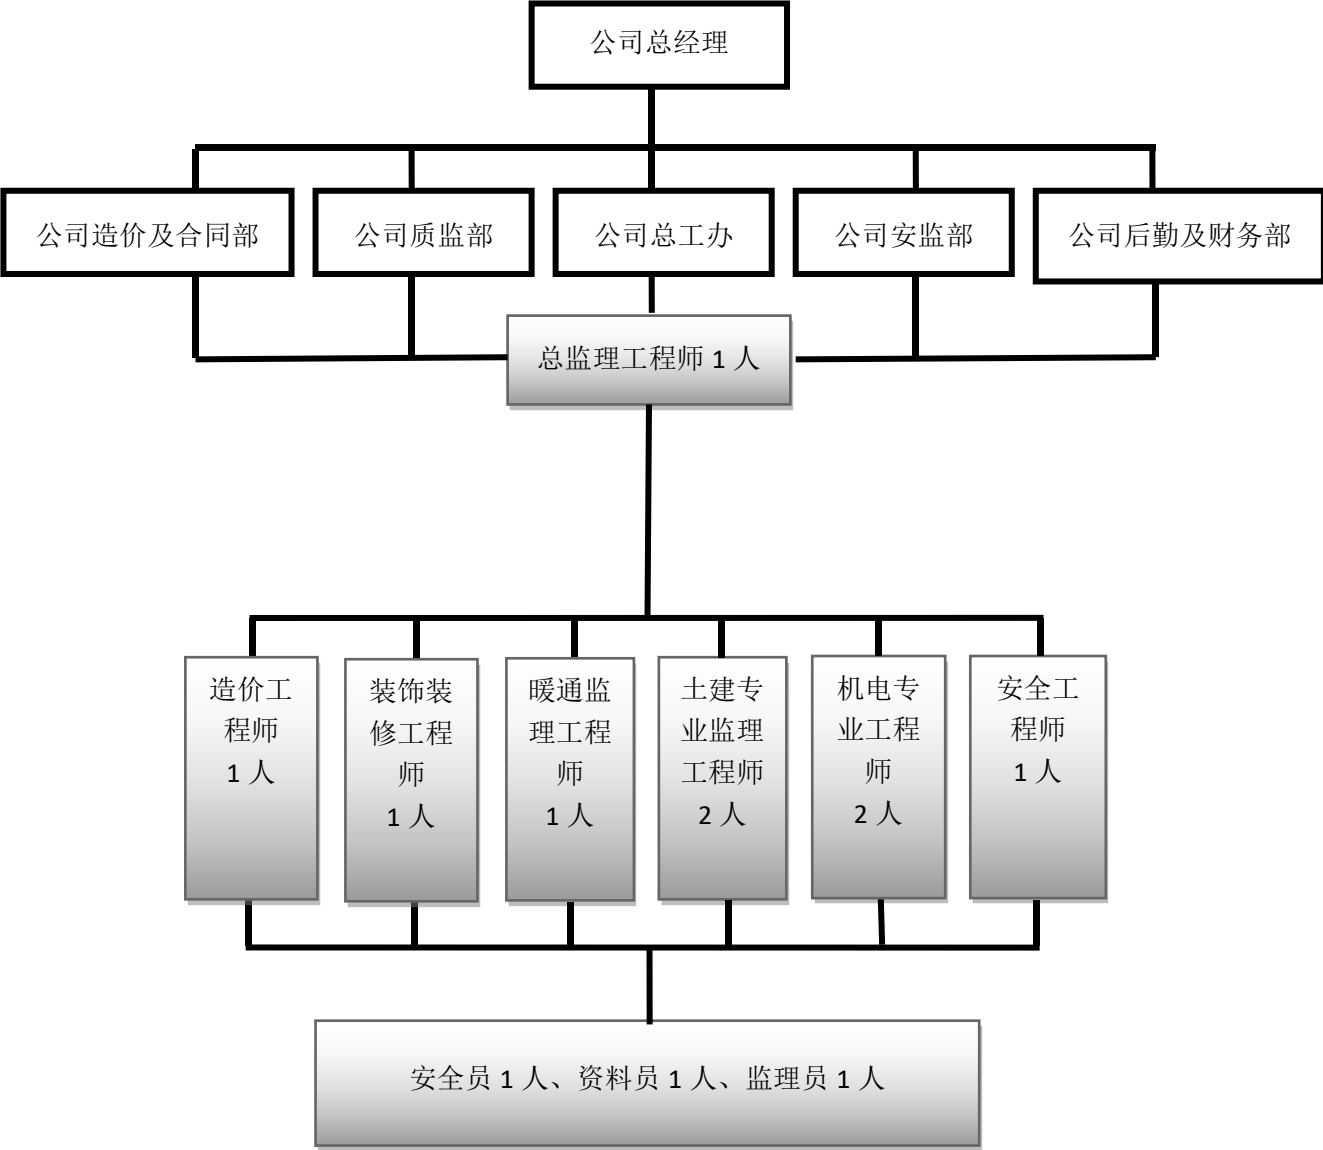 公司总经理
公司造价及合同部
公司质监部
公司总工办
公司安监部
公司后勤及财务部
总监理工程师 1 人
造价工
程师
1 人
装饰装
修工程
师
1 人
暖通监
理工程
师
1 人
土建专
业监理
工程师
2 人
机电专
业工程
师
2 人
安全工
程师
1 人
安全员 1 人、资料员 1 人、监理员 1 人